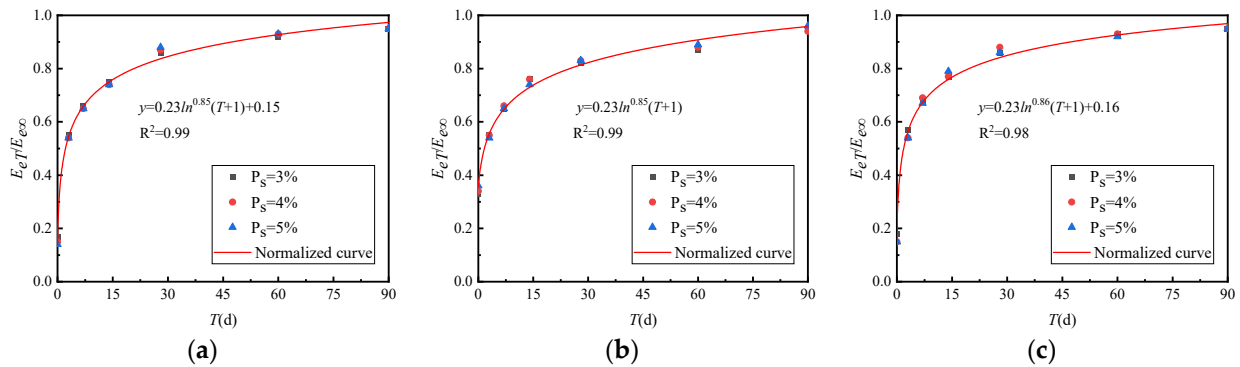 1.0
0.8
0.6
0.4
0.2
0.0
E_eT/E_e∞
y=0.23ln^0.85(T+1)+0.15
R²=0.99
P_S=3%
P_S=4%
P_S=5%
Normalized curve
0 15 30 45 60 75 90
T(d)
(a)
1.0
0.8
0.6
0.4
0.2
0.0
E_eT/E_e∞
y=0.23ln^0.85(T+1)
R²=0.99
P_S=3%
P_S=4%
P_S=5%
Normalized curve
0 15 30 45 60 75 90
T(d)
(b)
1.0
0.8
0.6
0.4
0.2
0.0
E_eT/E_e∞
y=0.23ln^0.86(T+1)+0.16
R²=0.98
P_S=3%
P_S=4%
P_S=5%
Normalized curve
0 15 30 45 60 75 90
T(d)
(c)